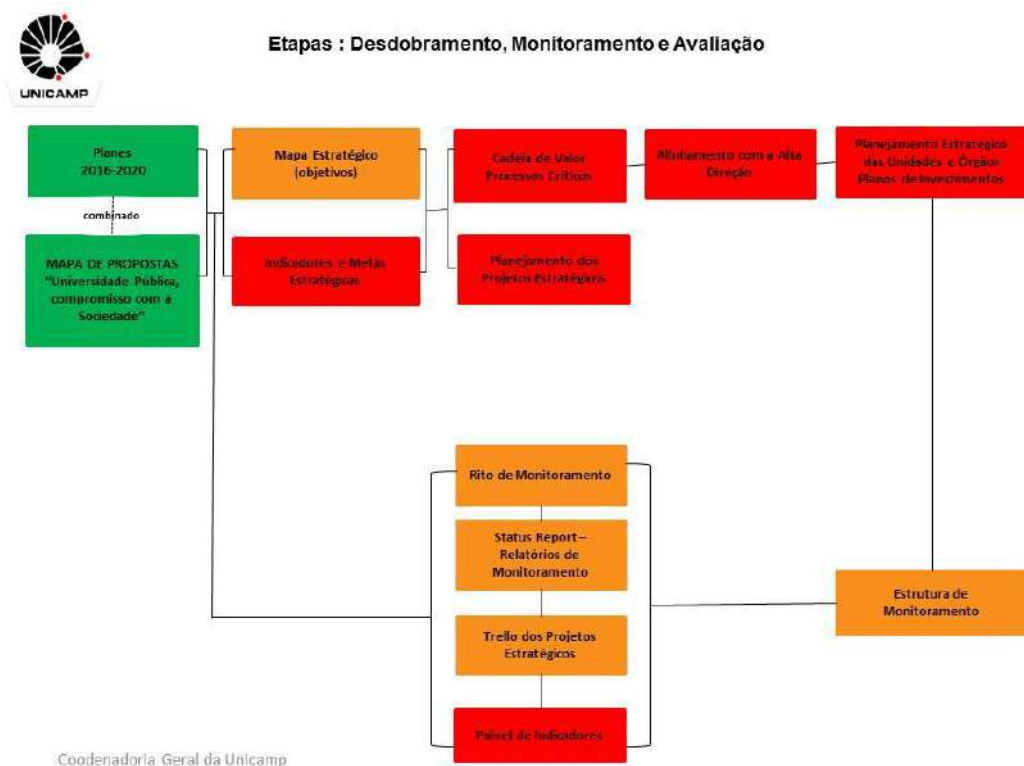 UNICAMP
Etapas : Desdobramento, Monitoramento e Avaliação
Planes
2016-2020
combinado
MAPA DE PROPOSTAS
"Universidade Pública,
compromisso com a
Sociedade"
Mapa Estratégico
(objetivos)
Indicadores e Metas
Estratégicas
Cadeia de Valor
Processos Críticos
Planejamento dos
Projetos Estratégicos
Alinhamento com a Alta
Direção
Planejamento Estratégico
das Unidades e Órgãos
Planos de Investimentos
Rito de Monitoramento
Status Report –
Relatórios de
Monitoramento
Trello dos Projetos
Estratégicos
Painel de Indicadores
Estrutura de
Monitoramento
Coodenadoria Geral da Unicamp